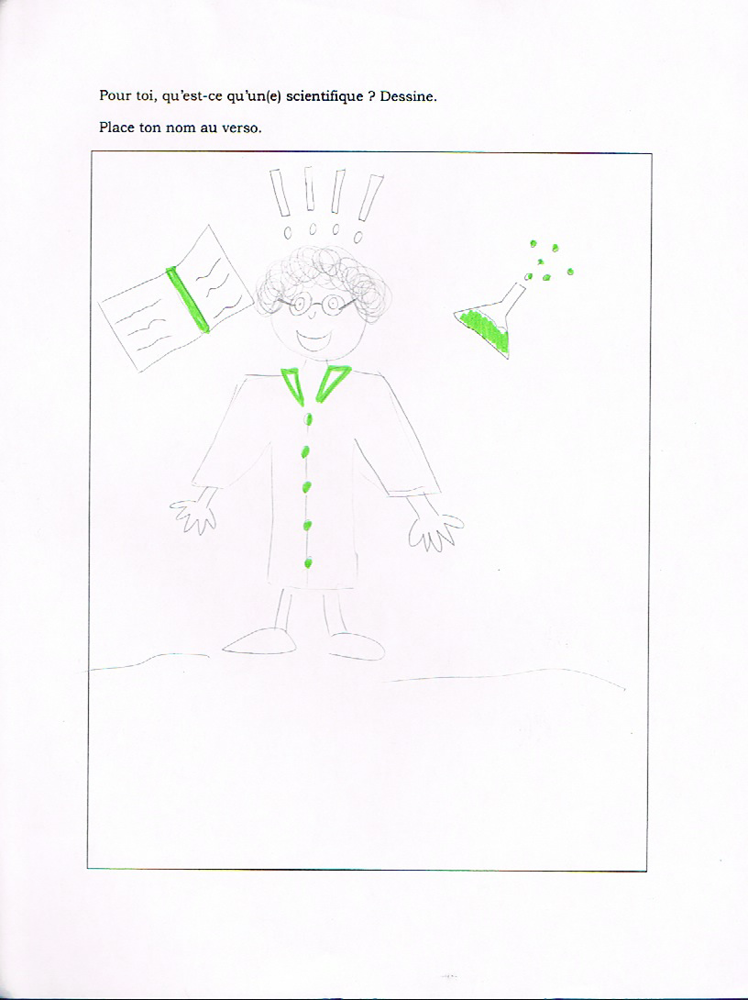 Pour toi, qu'est-ce qu'un(e) scientifique ? Dessine.
Place ton nom au verso.
! ! ! !